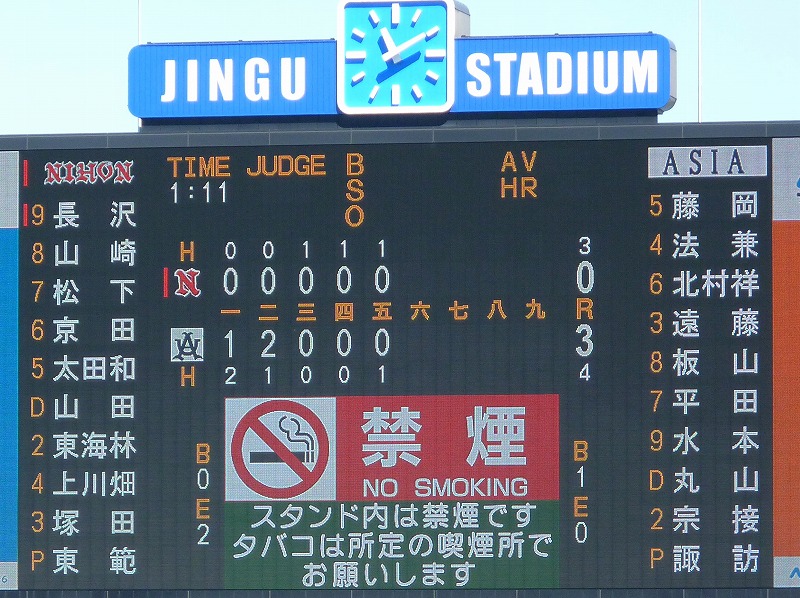 JINGU STADIUM
NIHON
9 長沢
8 山崎
7 松下
6 京田
5 太田和
D 山田
2 東海林
4 上川畑
3 塚田
P 東範
TIME JUDGE
1:11
B
S
O
AV
HR
H 0 0 1 1 1 3
N 0 0 0 0 0 0
一 二 三 四 五 六 七 八 九 R
A 1 2 0 0 0 3
H 2 1 0 0 1 4
B
0
E
2
禁煙
NO SMOKING
スタンド内は禁煙です
タバコは所定の喫煙所で
お願いします
B
1
E
0
ASIA
5 藤岡
4 法兼
6 北村祥
3 遠藤
8 板山
7 平田
9 水本
D 丸山
2 宗接
P 諏訪